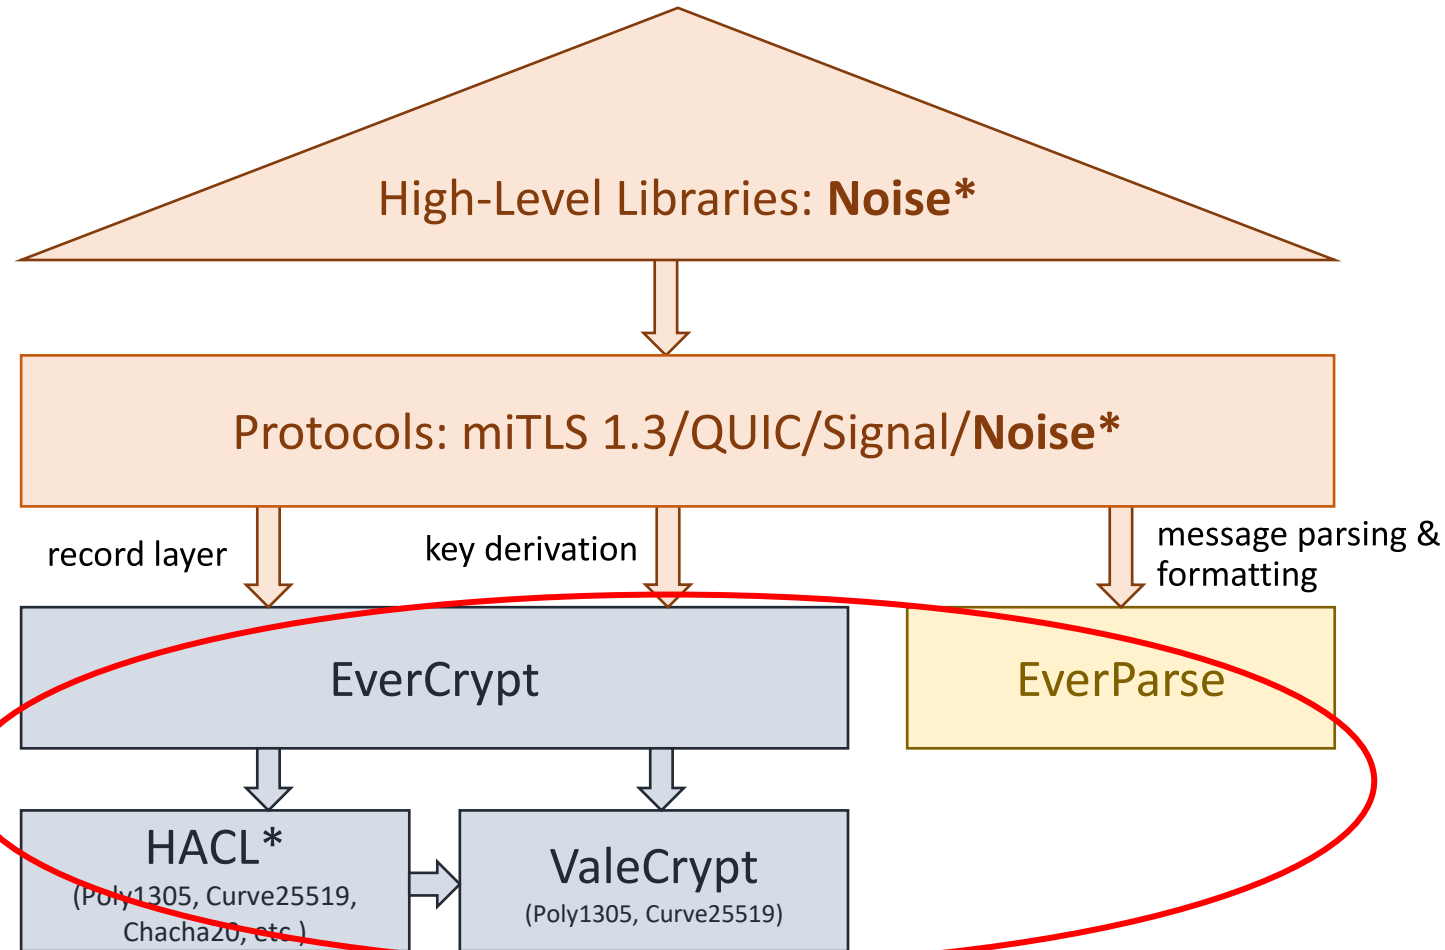 High-Level Libraries: Noise*
Protocols: miTLS 1.3/QUIC/Signal/Noise*
record layer
key derivation
message parsing &
formatting
EverCrypt
EverParse
HACL*
(Poly1305, Curve25519,
Chacha20, etc.)
ValeCrypt
(Poly1305, Curve25519)